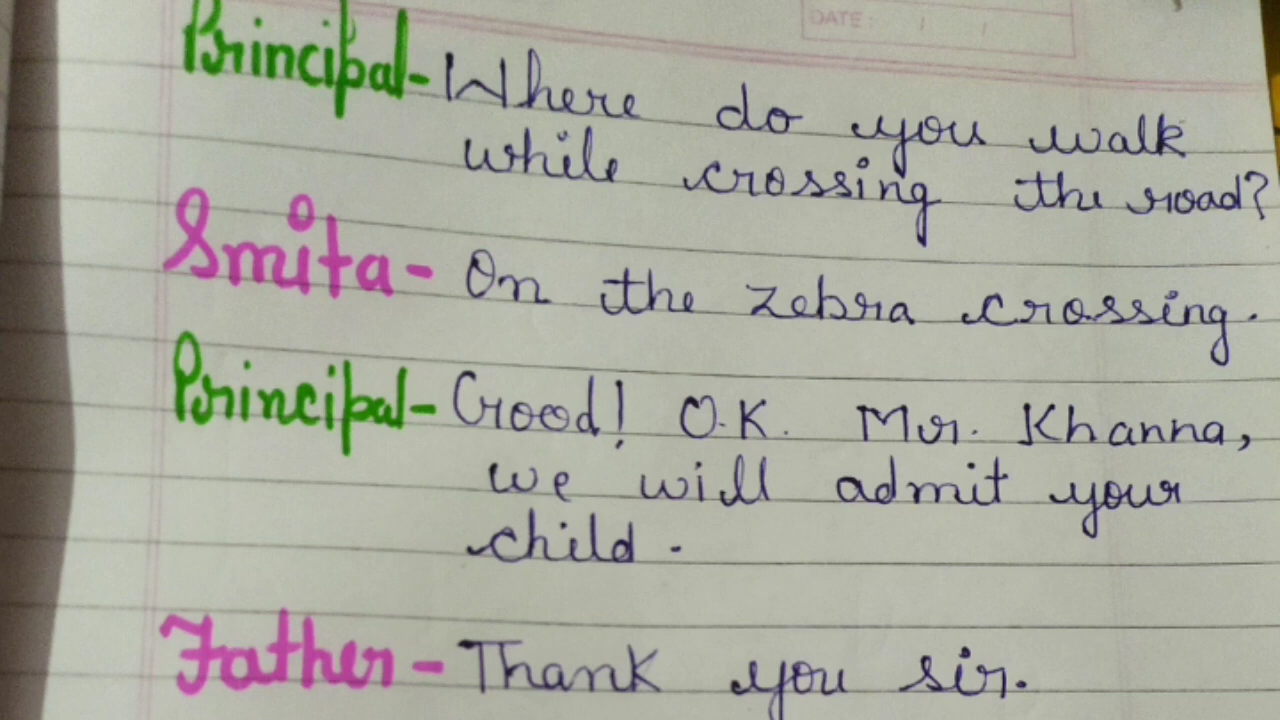 DATE: / /
Principal- Where do you walk
while crossing the road?
Smita- On the zebra crossing.
Principal- Good! O.K. Mr. Khanna,
we will admit your
child.
Father- Thank you sir.